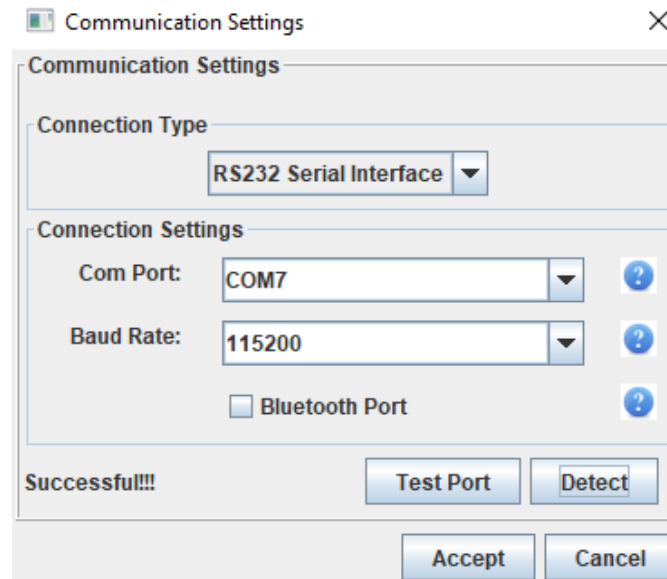 Communication Settings
Communication Settings
Connection Type
RS232 Serial Interface
Connection Settings
Com Port: COM7 ?
Baud Rate: 115200 ?
Bluetooth Port ?
Successful!!! Test Port Detect
Accept Cancel